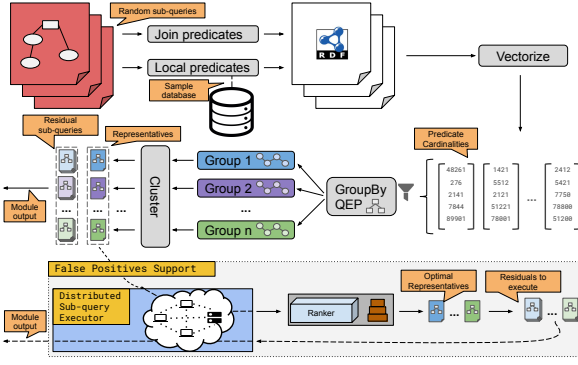 Random sub-queries
Join predicates
Local predicates
Sample
database
RDF
Vectorize
Residual
sub-queries
Representatives
Predicate
Cardinalities
Group 1
Group 2
...
Group n
Cluster
GroupBy
QEP
48261
276
2141
7844
89901
1421
5512
2121
51221
78001
...
2412
5421
7750
78800
51200
... ...
...
Module
output
False Positives Support
Distributed
Sub-query
Executor
Ranker
Optimal
Representatives
Residuals to
execute
...
...
Module
output